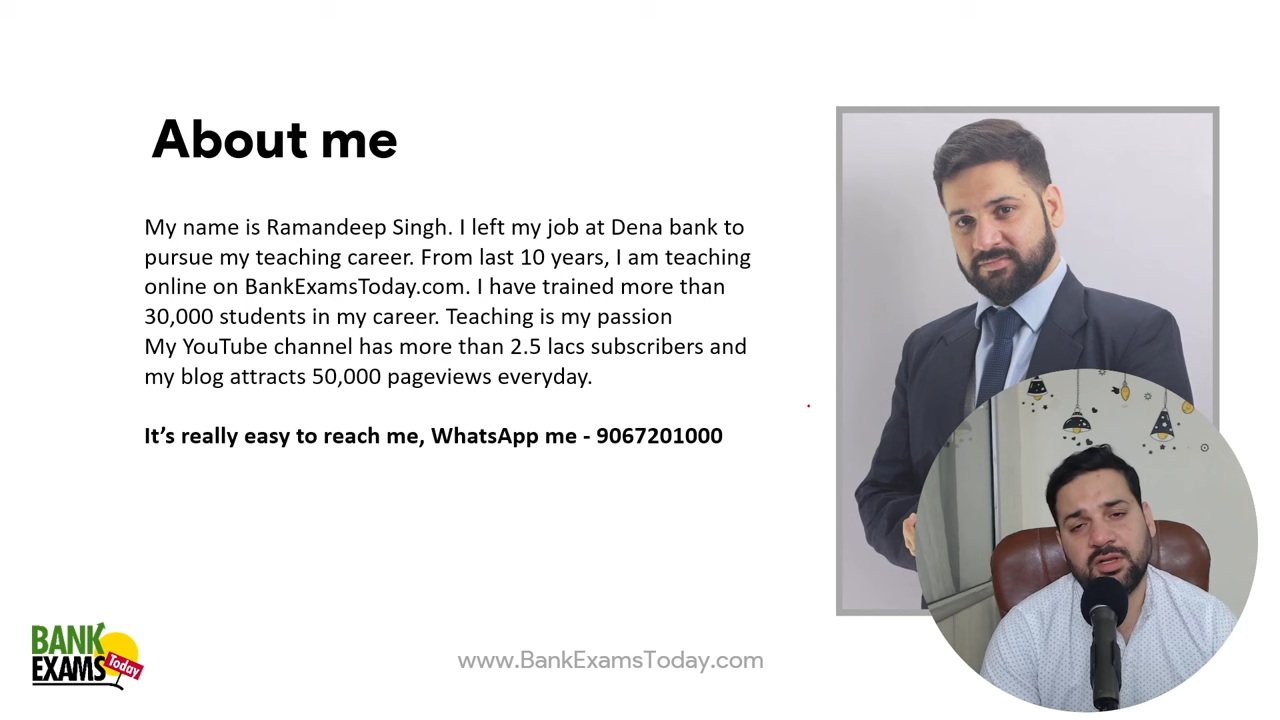 About me
My name is Ramandeep Singh. I left my job at Dena bank to
pursue my teaching career. From last 10 years, I am teaching
online on BankExamsToday.com. I have trained more than
30,000 students in my career. Teaching is my passion
My YouTube channel has more than 2.5 lacs subscribers and
my blog attracts 50,000 pageviews everyday.
It’s really easy to reach me, WhatsApp me - 9067201000
BANK
EXAMS
Today
www.BankExamsToday.com